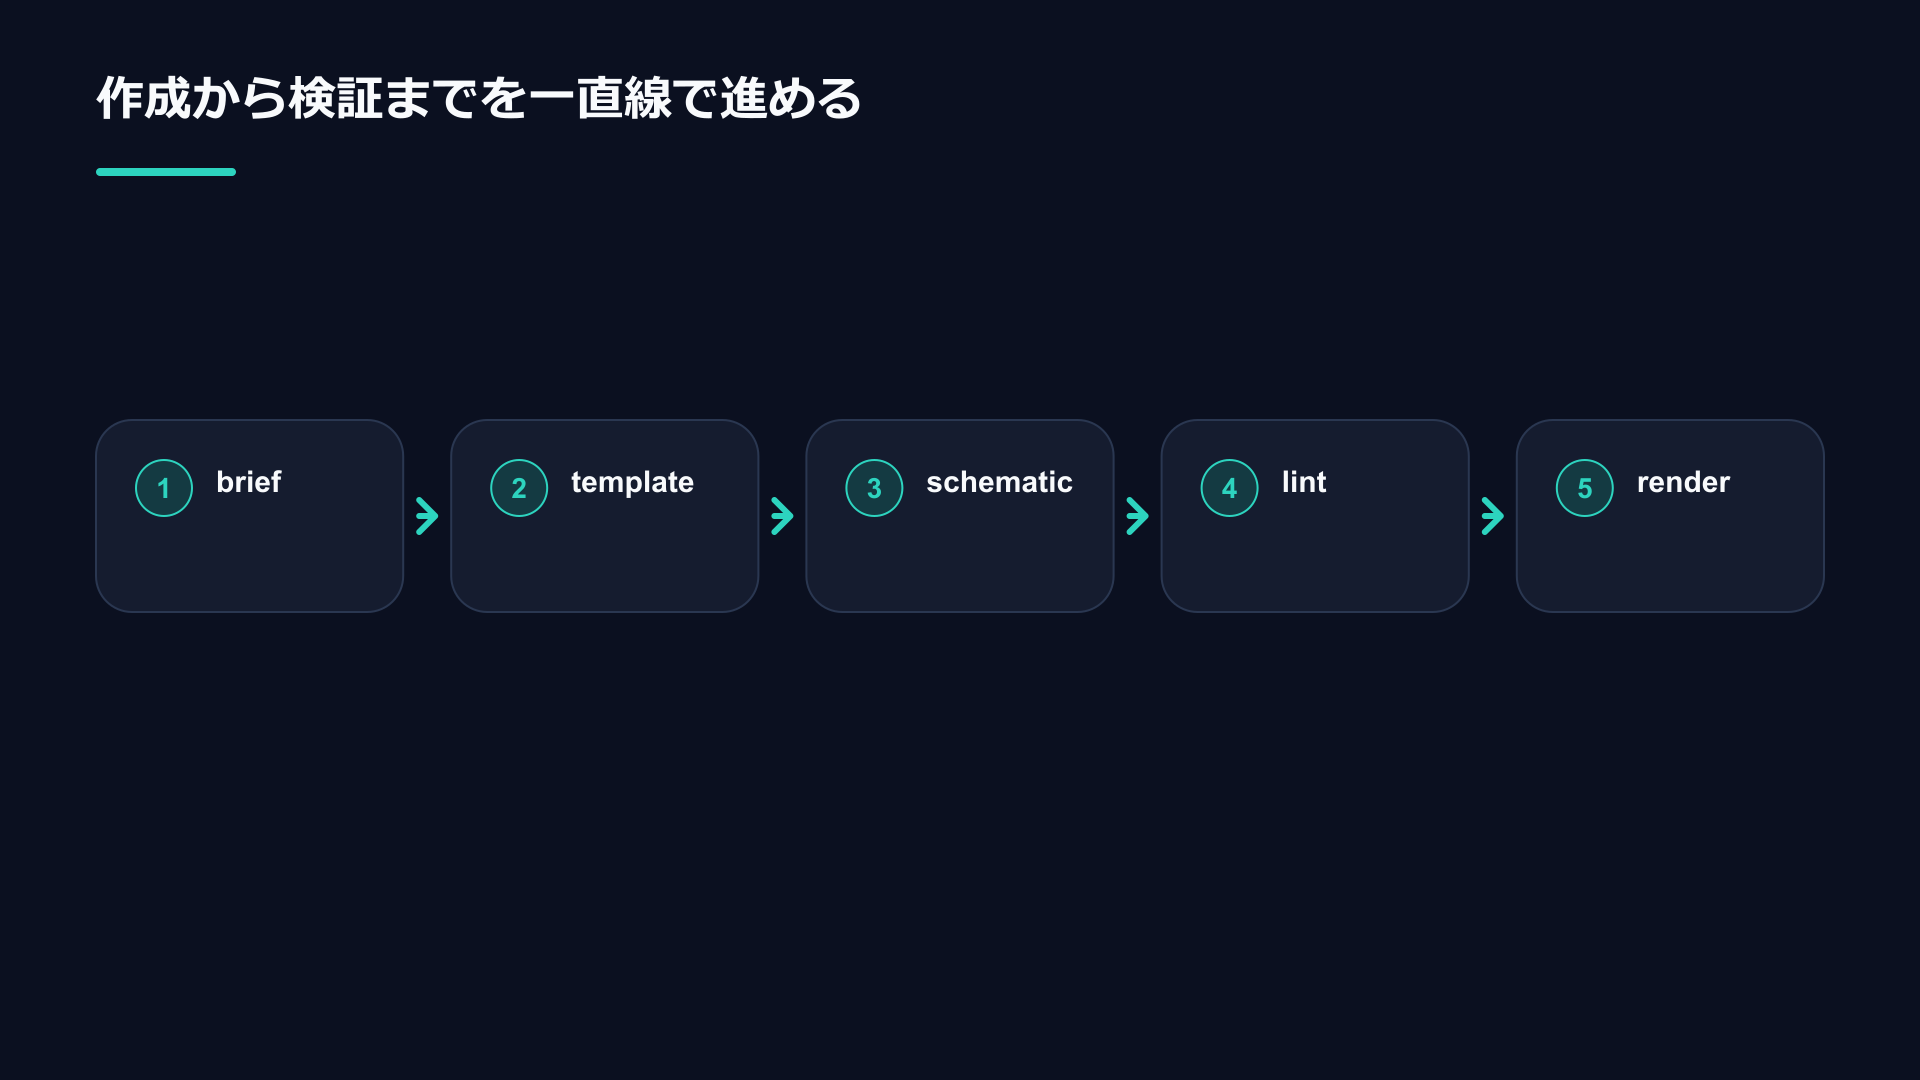 作成から検証までを一直線で進める
1 brief
2 template
3 schematic
4 lint
5 render